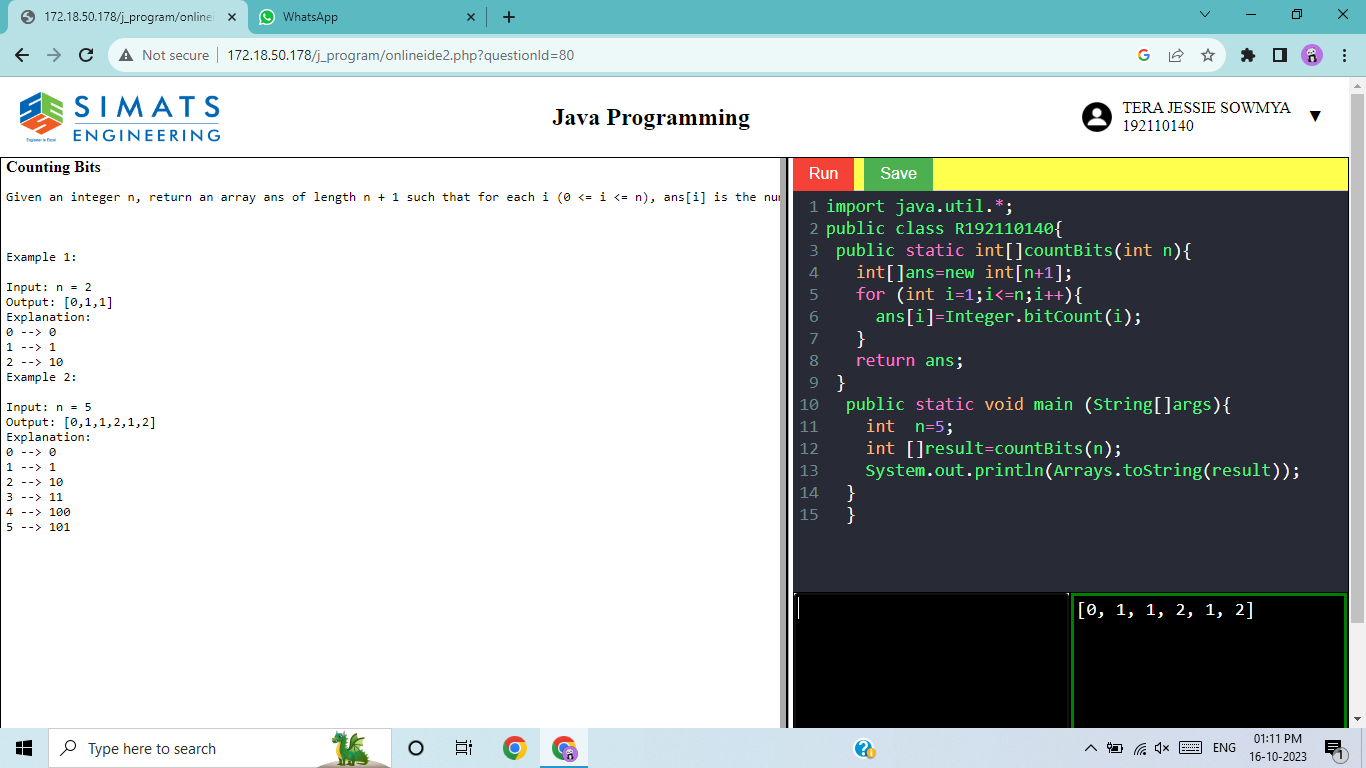 172.18.50.178/j_program/online
WhatsApp
Not secure
172.18.50.178/j_program/onlineide2.php?questionId=80
SIMATS
ENGINEERING
Engineer to Excel
Java Programming
TERA JESSIE SOWMYA
192110140
Counting Bits
Given an integer n, return an array ans of length n + 1 such that for each i (0 <= i <= n), ans[i] is the
Example 1:
Input: n = 2
Output: [0,1,1]
Explanation:
0 --> 0
1 --> 1
2 --> 10
Example 2:
Input: n = 5
Output: [0,1,1,2,1,2]
Explanation:
0 --> 0
1 --> 1
2 --> 10
3 --> 11
4 --> 100
5 --> 101
Run
Save
1 import java.util.*;
2 public class R192110140{
3 public static int[]countBits(int n){
4 int[]ans=new int[n+1];
5 for (int i=1;i<=n;i++){
6 ans[i]=Integer.bitCount(i);
7 }
8 return ans;
9 }
10 public static void main (String[]args){
11 int  n=5;
12 int []result=countBits(n);
13 System.out.println(Arrays.toString(result));
14 }
15 }
[0, 1, 1, 2, 1, 2]
Type here to search
ENG
01:11 PM
16-10-2023
1